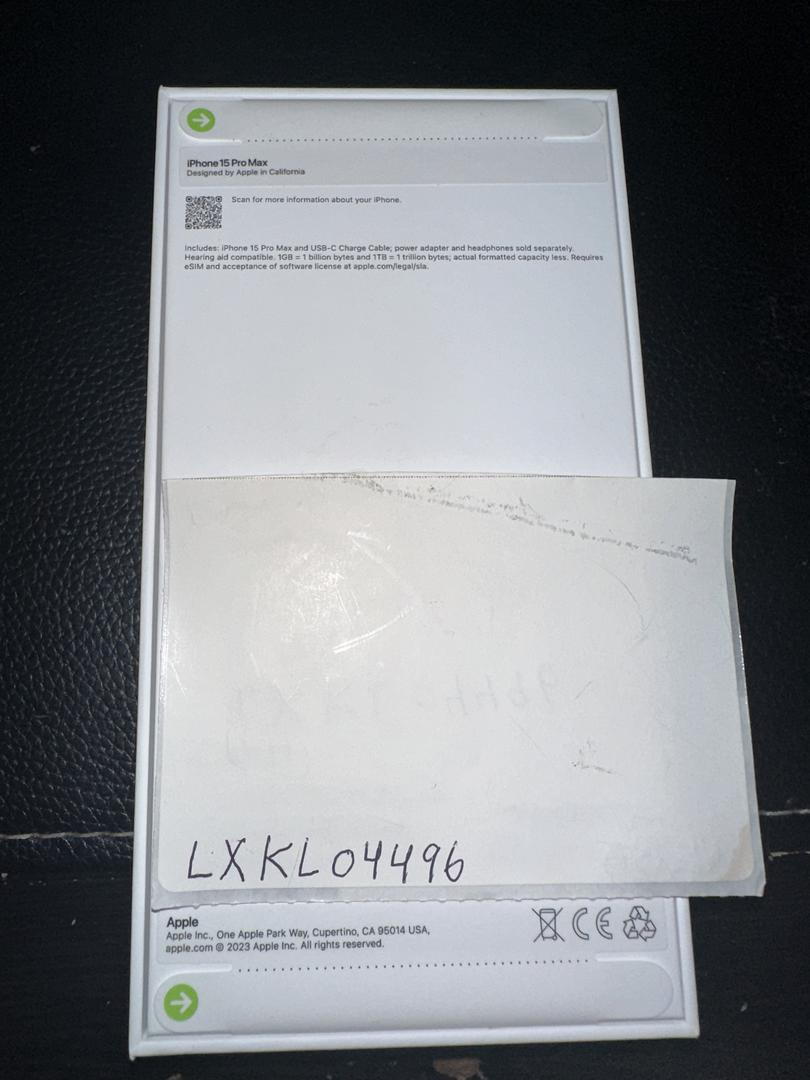 iPhone 15 Pro Max
Designed by Apple in California
Scan for more information about your iPhone.
Includes: iPhone 15 Pro Max and USB-C Charge Cable; power adapter and headphones sold separately.
Hearing aid compatible. 1GB = 1 billion bytes and 1TB = 1 trillion bytes; actual formatted capacity less. Requires
eSIM and acceptance of software license at apple.com/legal/sla.
LXKL04496
Apple
Apple Inc., One Apple Park Way, Cupertino, CA 95014 USA,
apple.com © 2023 Apple Inc. All rights reserved.
CE